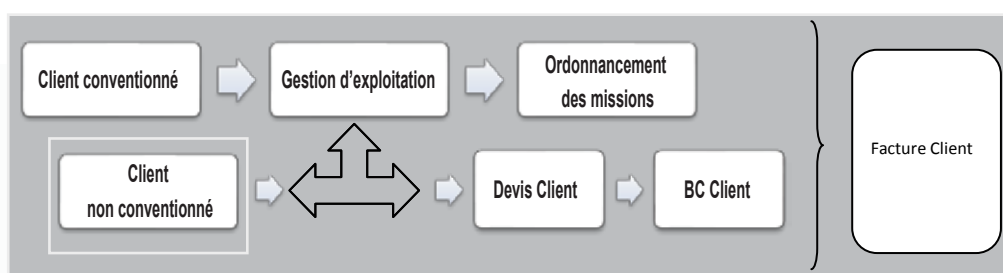 Client conventionné
Gestion d'exploitation
Ordonnancement
des missions
Client
non conventionné
Devis Client
BC Client
Facture Client